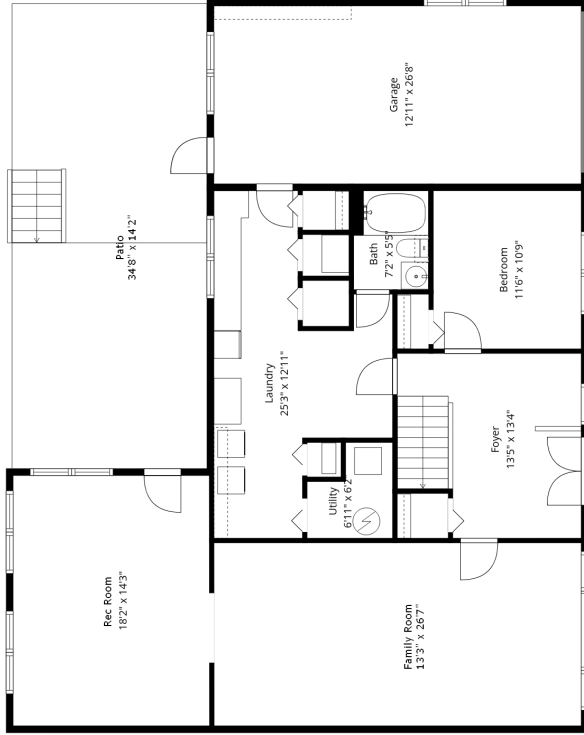 Garage
12'11" x 26'8"
Patio
34'8" x 14'2"
Bath
7'2" x 5'5"
Bedroom
11'6" x 10'9"
Laundry
25'3" x 12'11"
Foyer
13'5" x 13'4"
Utility
6'11" x 6'2"
Rec Room
18'2" x 14'3"
Family Room
13'3" x 26'7"